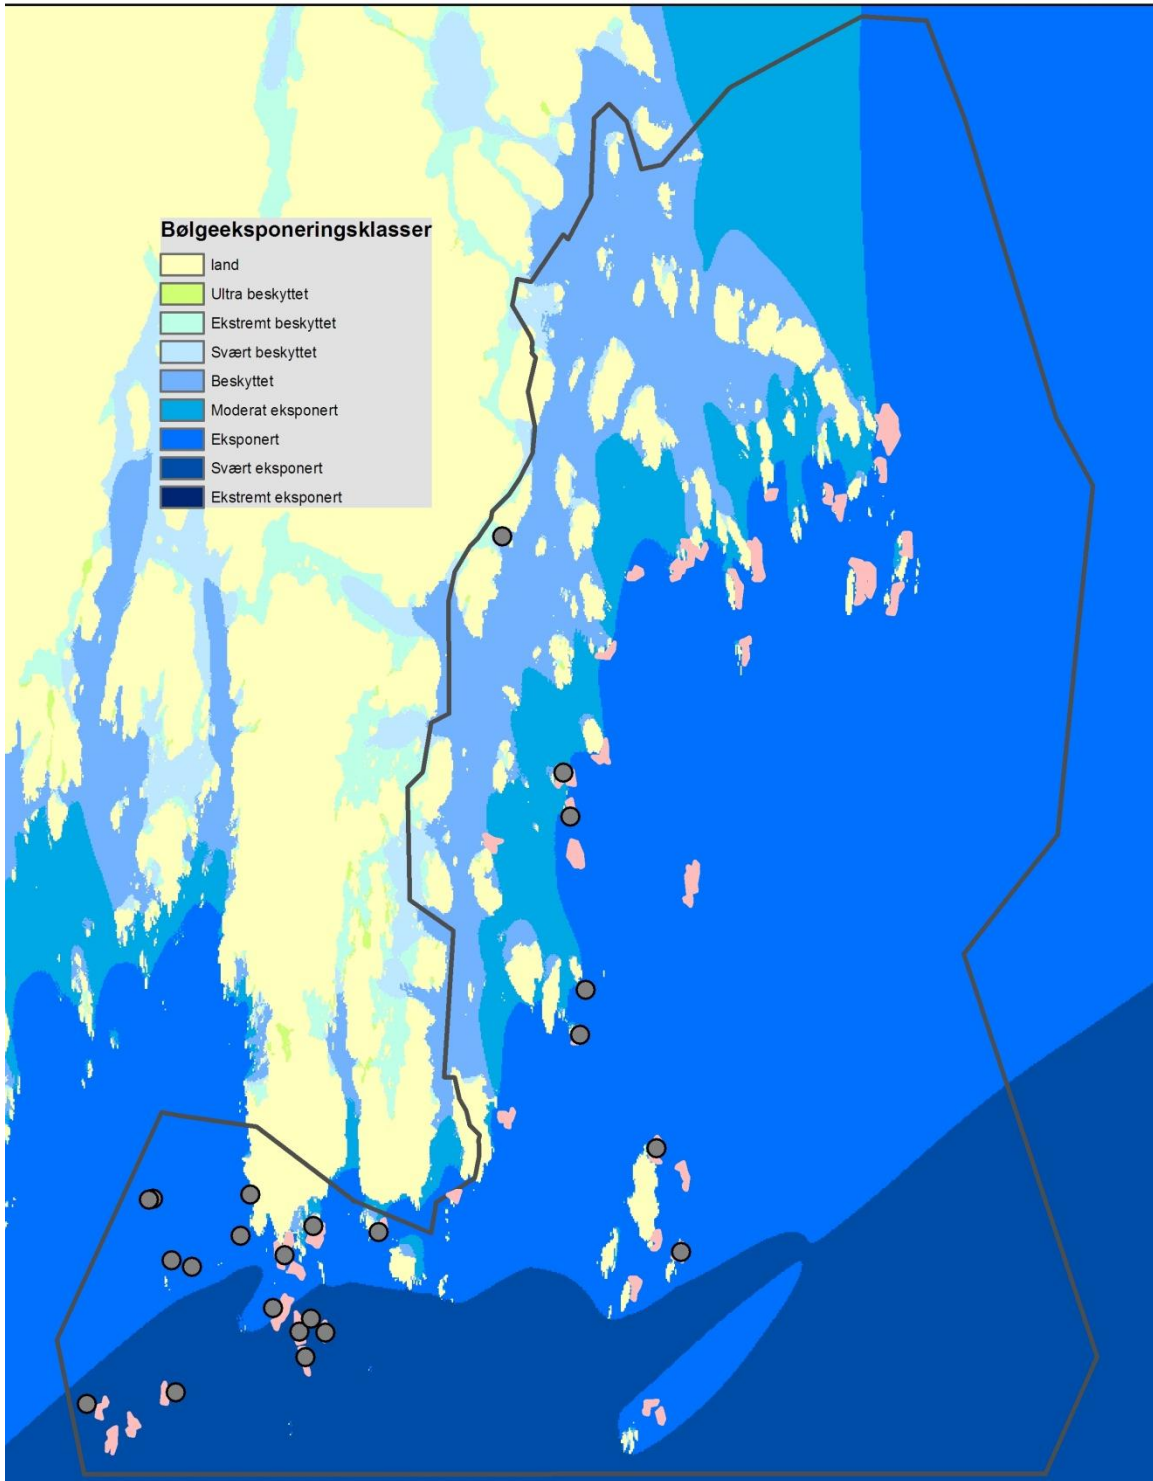 Bølgeeksponeringsklasser
land
Ultra beskyttet
Ekstremt beskyttet
Svært beskyttet
Beskyttet
Moderat eksponert
Eksponert
Svært eksponert
Ekstremt eksponert